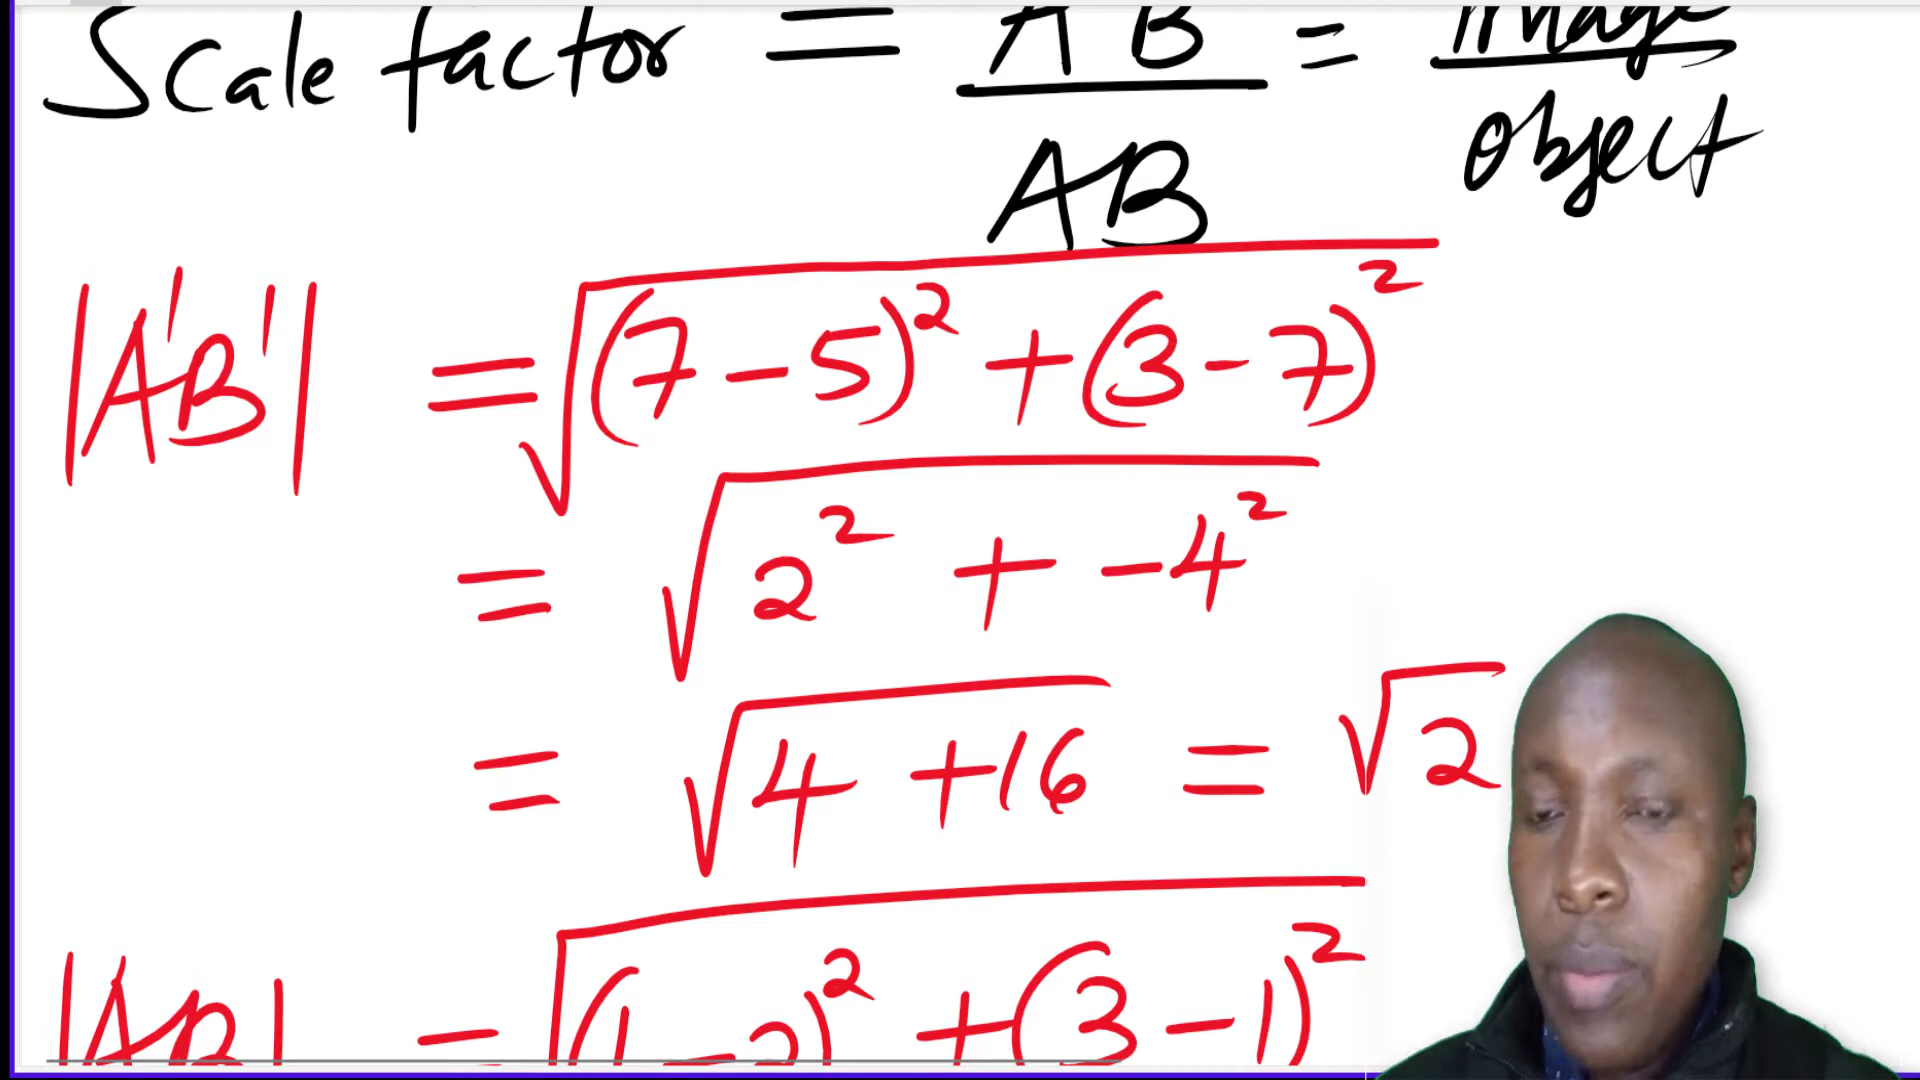 Scale factor = AB = Image
AB object
|A'B'| = √(7-5)² + (3-7)²
= √2² + -4²
= √4 +16 = √2
|AB| = √(1-2)² + (3-1)²